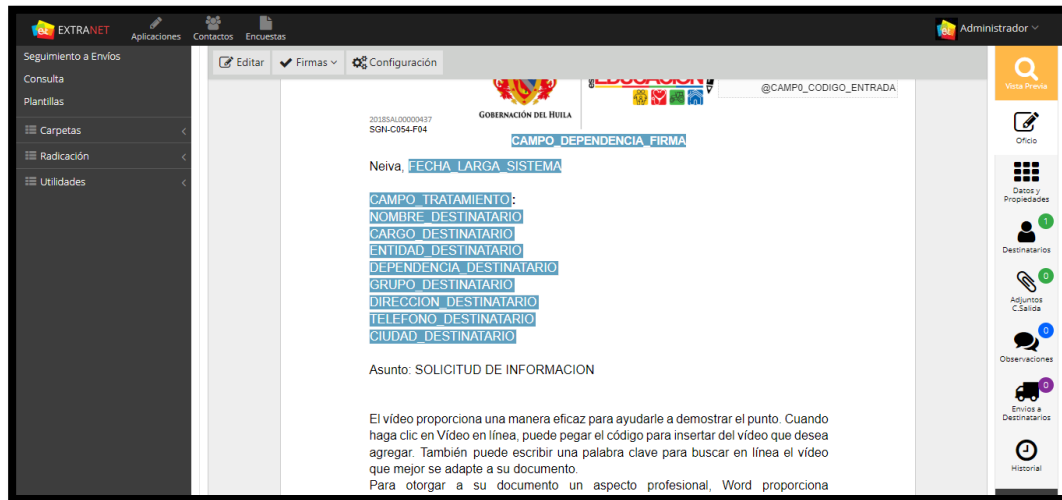 EXTRANET
Aplicaciones
Contactos
Encuestas
Administrador
Seguimiento a Envíos
Consulta
Plantillas
Carpetas
Radicación
Utilidades
Editar
Firmas
Configuración
EDUCACIÓN
GOBERNACIÓN DEL HUILA
@CAMP0_CODIGO_ENTRADA
2018SAL00000437
SGN-C054-F04
CAMPO_DEPENDENCIA_FIRMA
Neiva, FECHA_LARGA_SISTEMA
CAMPO_TRATAMIENTO:
NOMBRE_DESTINATARIO
CARGO_DESTINATARIO
ENTIDAD_DESTINATARIO
DEPENDENCIA_DESTINATARIO
GRUPO_DESTINATARIO
DIRECCION_DESTINATARIO
TELEFONO_DESTINATARIO
CIUDAD_DESTINATARIO
Asunto: SOLICITUD DE INFORMACION
El vídeo proporciona una manera eficaz para ayudarle a demostrar el punto. Cuando
haga clic en Vídeo en línea, puede pegar el código para insertar del vídeo que desea
agregar. También puede escribir una palabra clave para buscar en línea el vídeo
que mejor se adapte a su documento.
Para otorgar a su documento un aspecto profesional, Word proporciona
Vista Previa
Oficio
Datos y
Propiedades
1
Destinatarios
0
Adjuntos
C.Salida
0
Observaciones
0
Envios a
Destinatarios
Historial